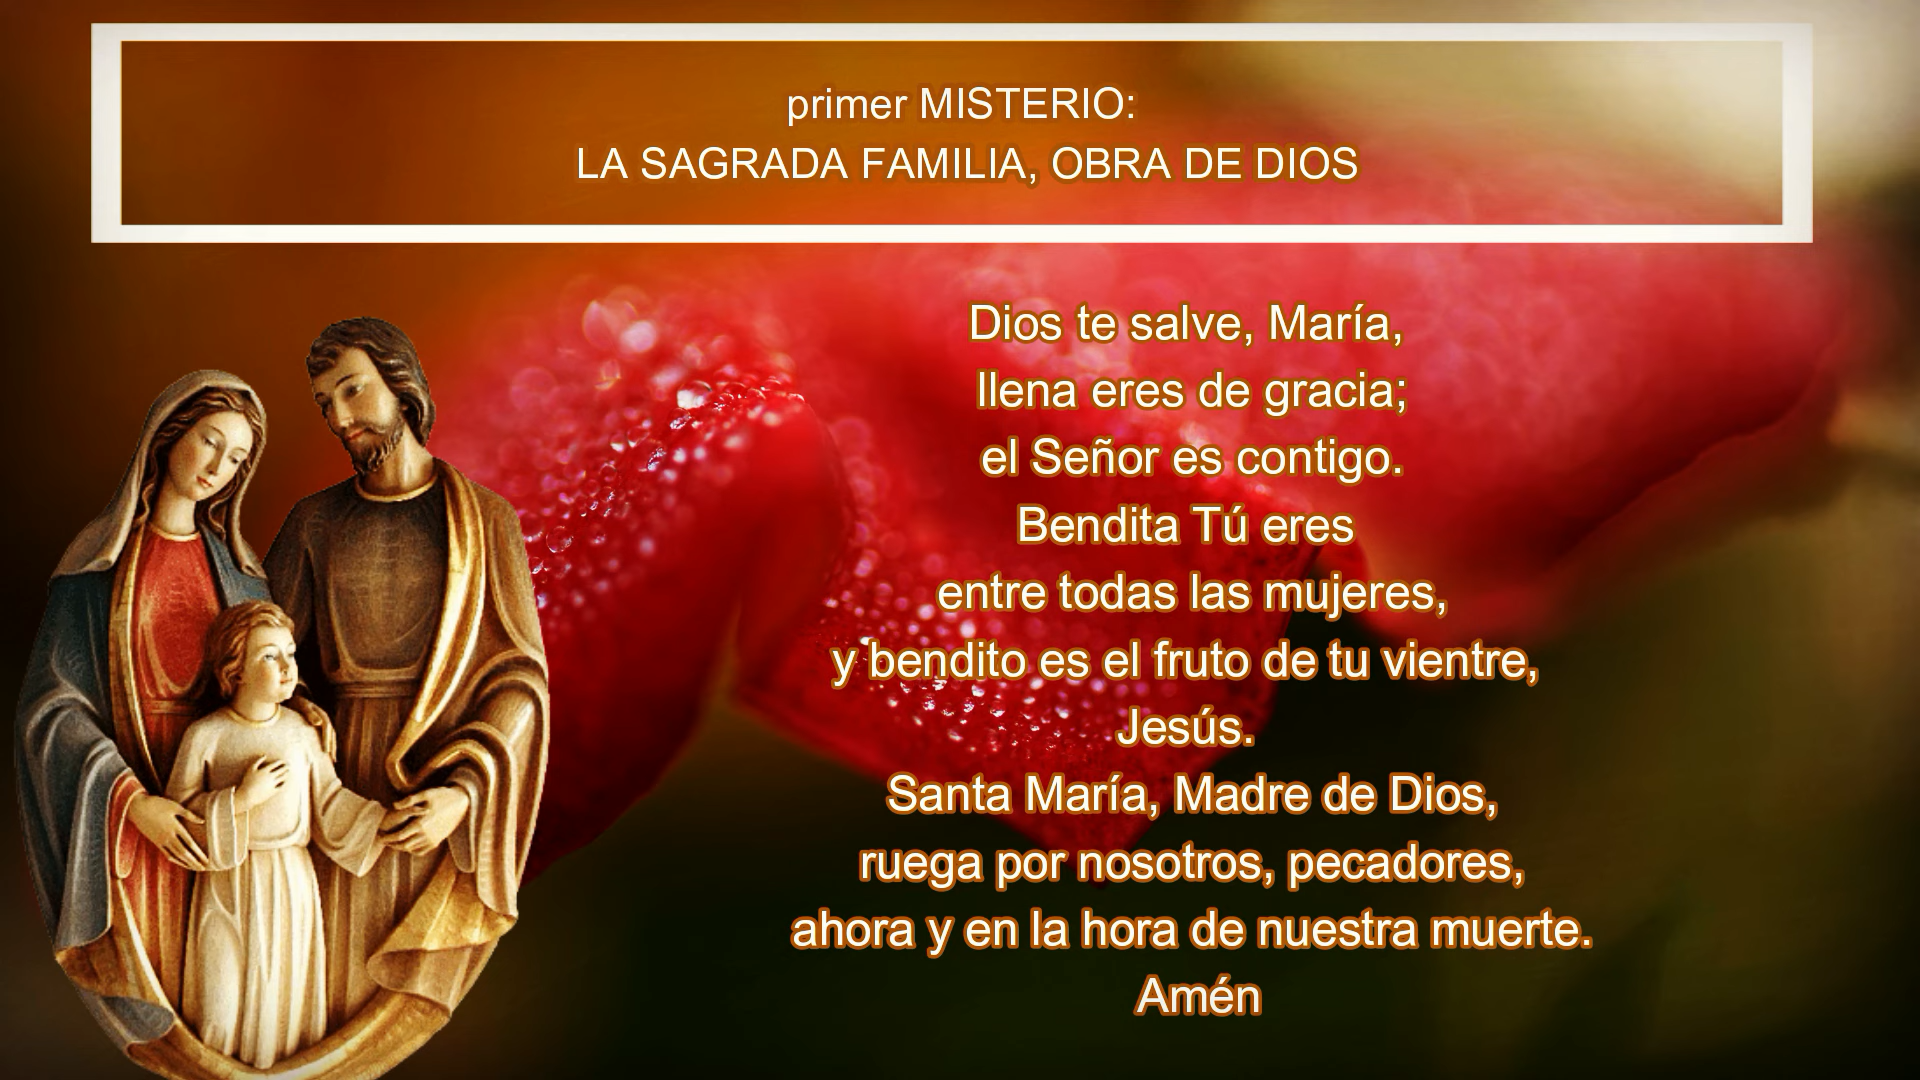 primer MISTERIO:
LA SAGRADA FAMILIA, OBRA DE DIOS
Dios te salve, María,
llena eres de gracia;
el Señor es contigo.
Bendita Tú eres
entre todas las mujeres,
y bendito es el fruto de tu vientre,
Jesús.
Santa María, Madre de Dios,
ruega por nosotros, pecadores,
ahora y en la hora de nuestra muerte.
Amén